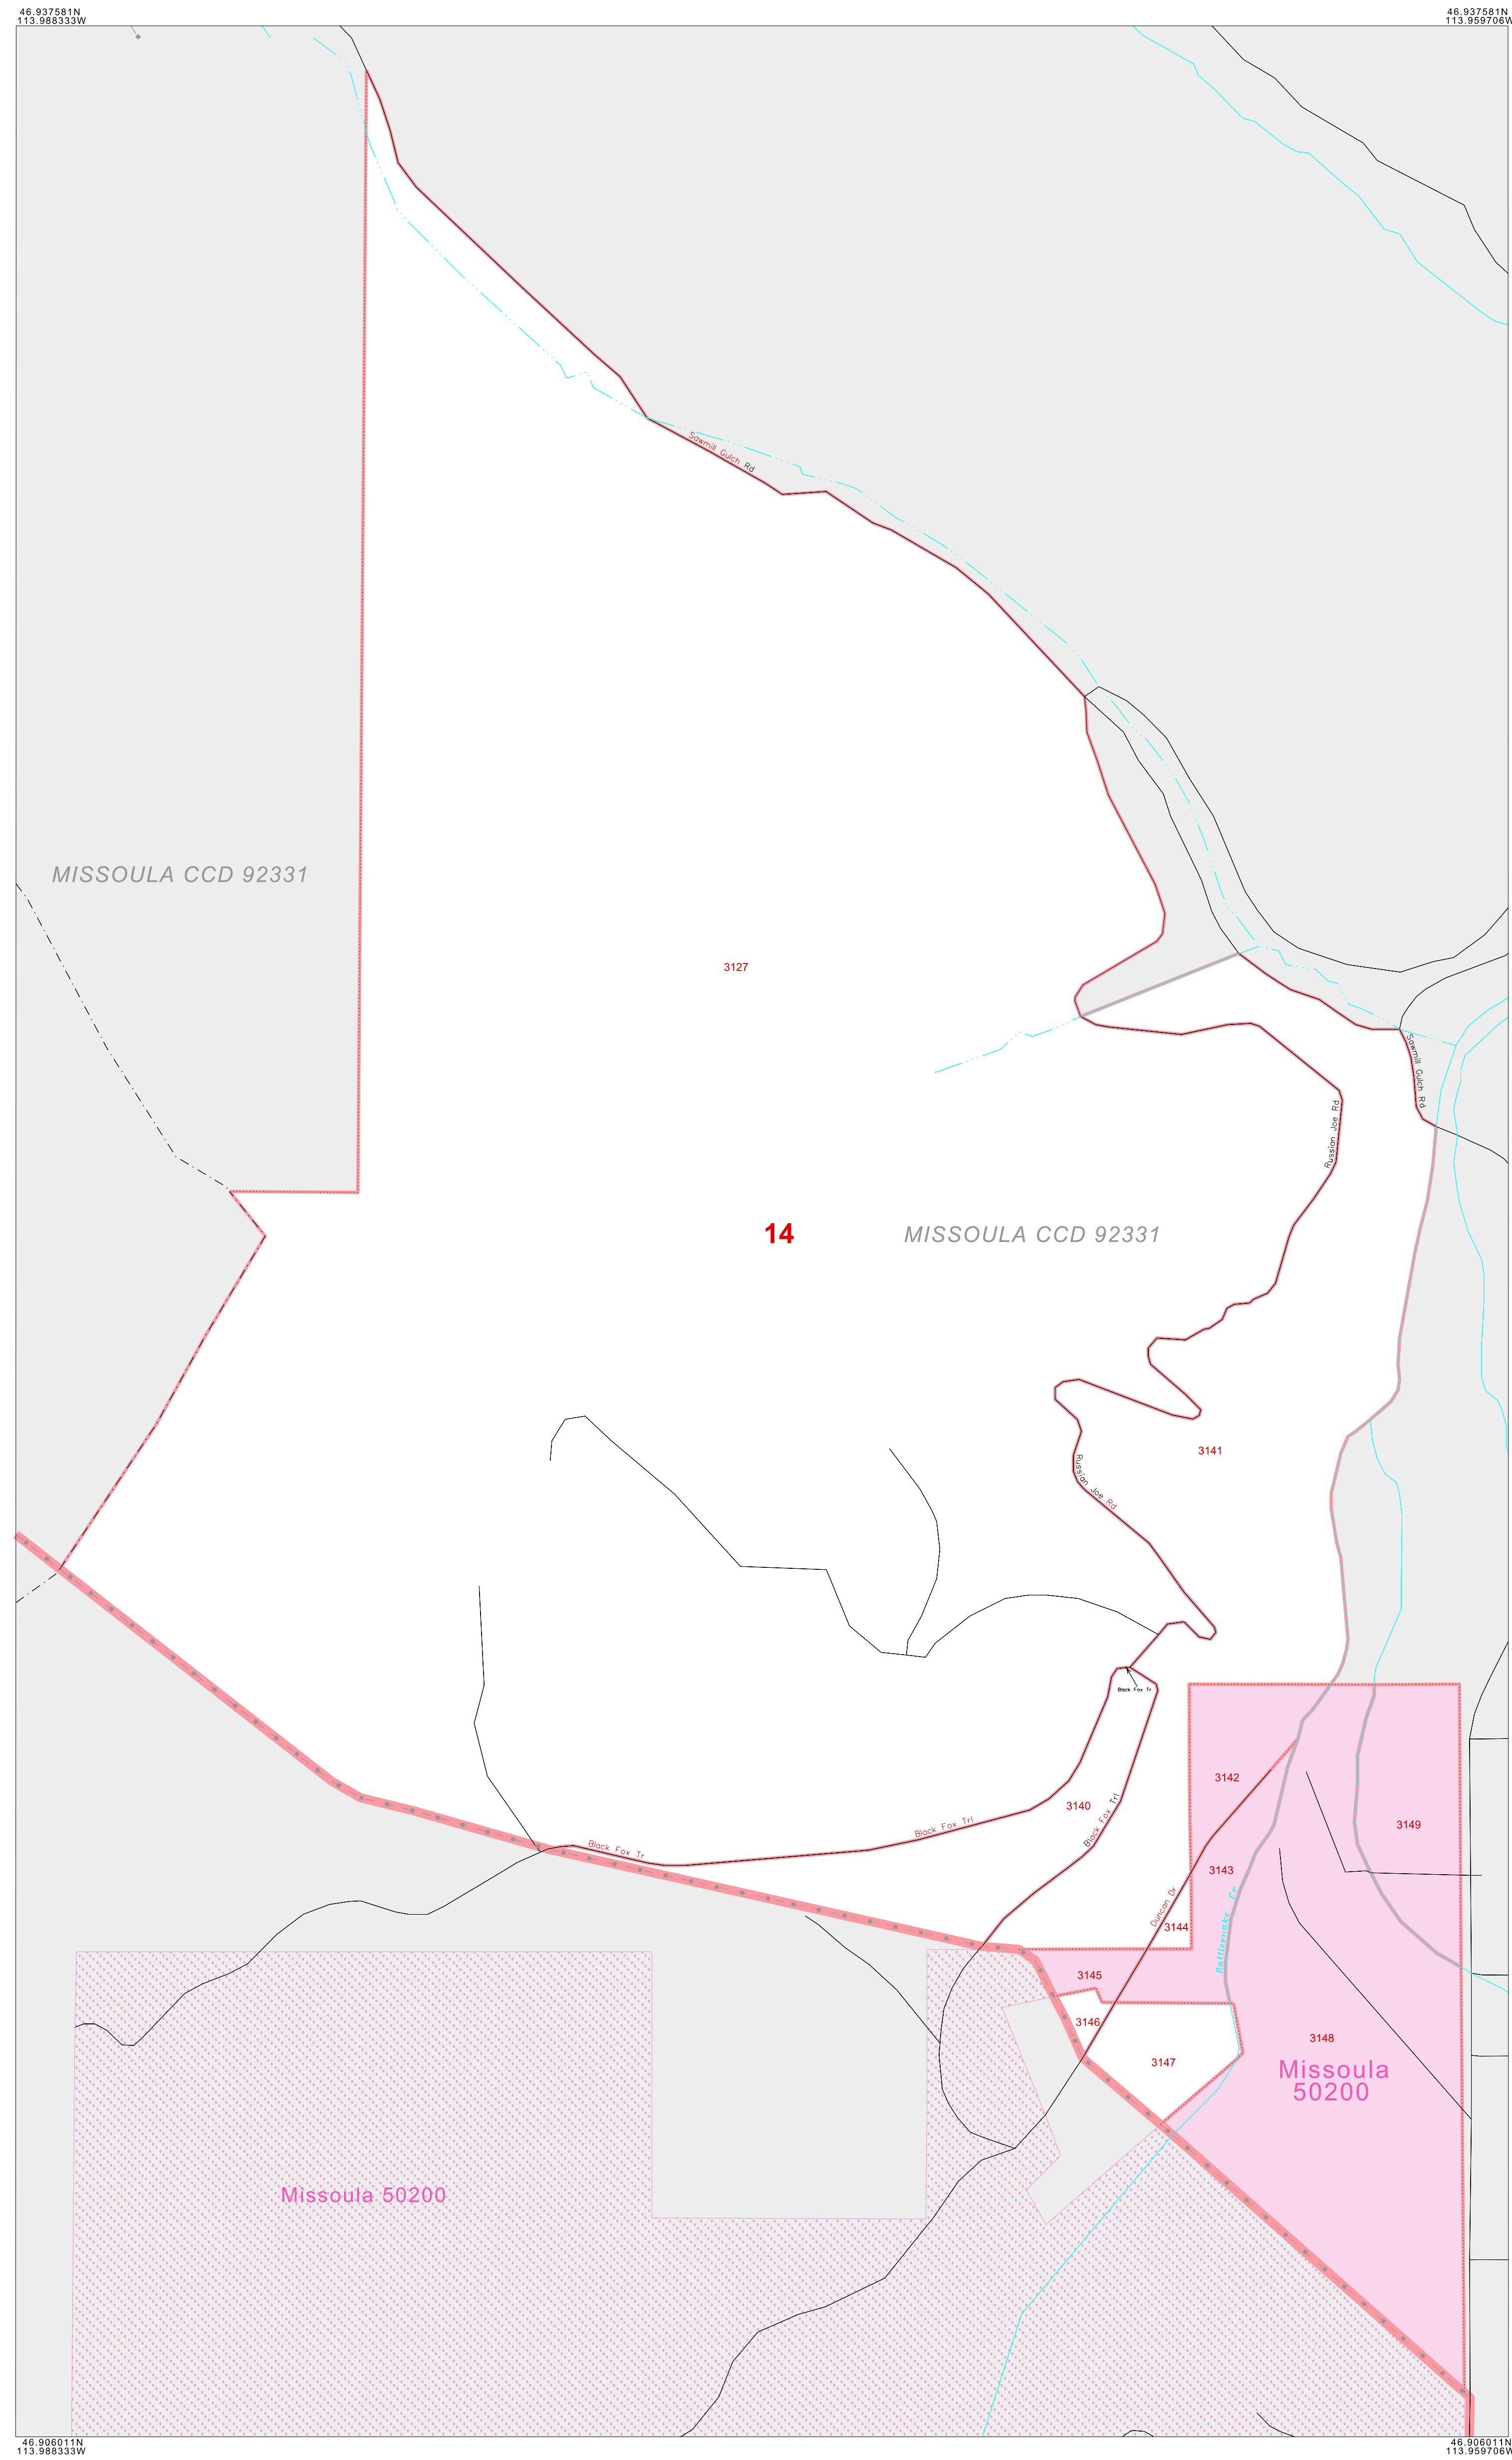 46.937581N
113.988333W
46.937581N
113.959706W
Sawmill Gulch Rd
MISSOULA CCD 92331
3127
Sawmill Gulch Rd
Russian Joe Rd
14
MISSOULA CCD 92331
3141
Russian Joe Rd
Black Fox Tr
3142
3140
Black Fox Trl
3149
Black Fox Trl
Black Fox Tr
3143
Duncan Dr
3144
Rattlesnake Cr
3145
3146
3148
3147
Missoula
50200
Missoula 50200
46.906011N
113.988333W
46.906011N
113.959706W